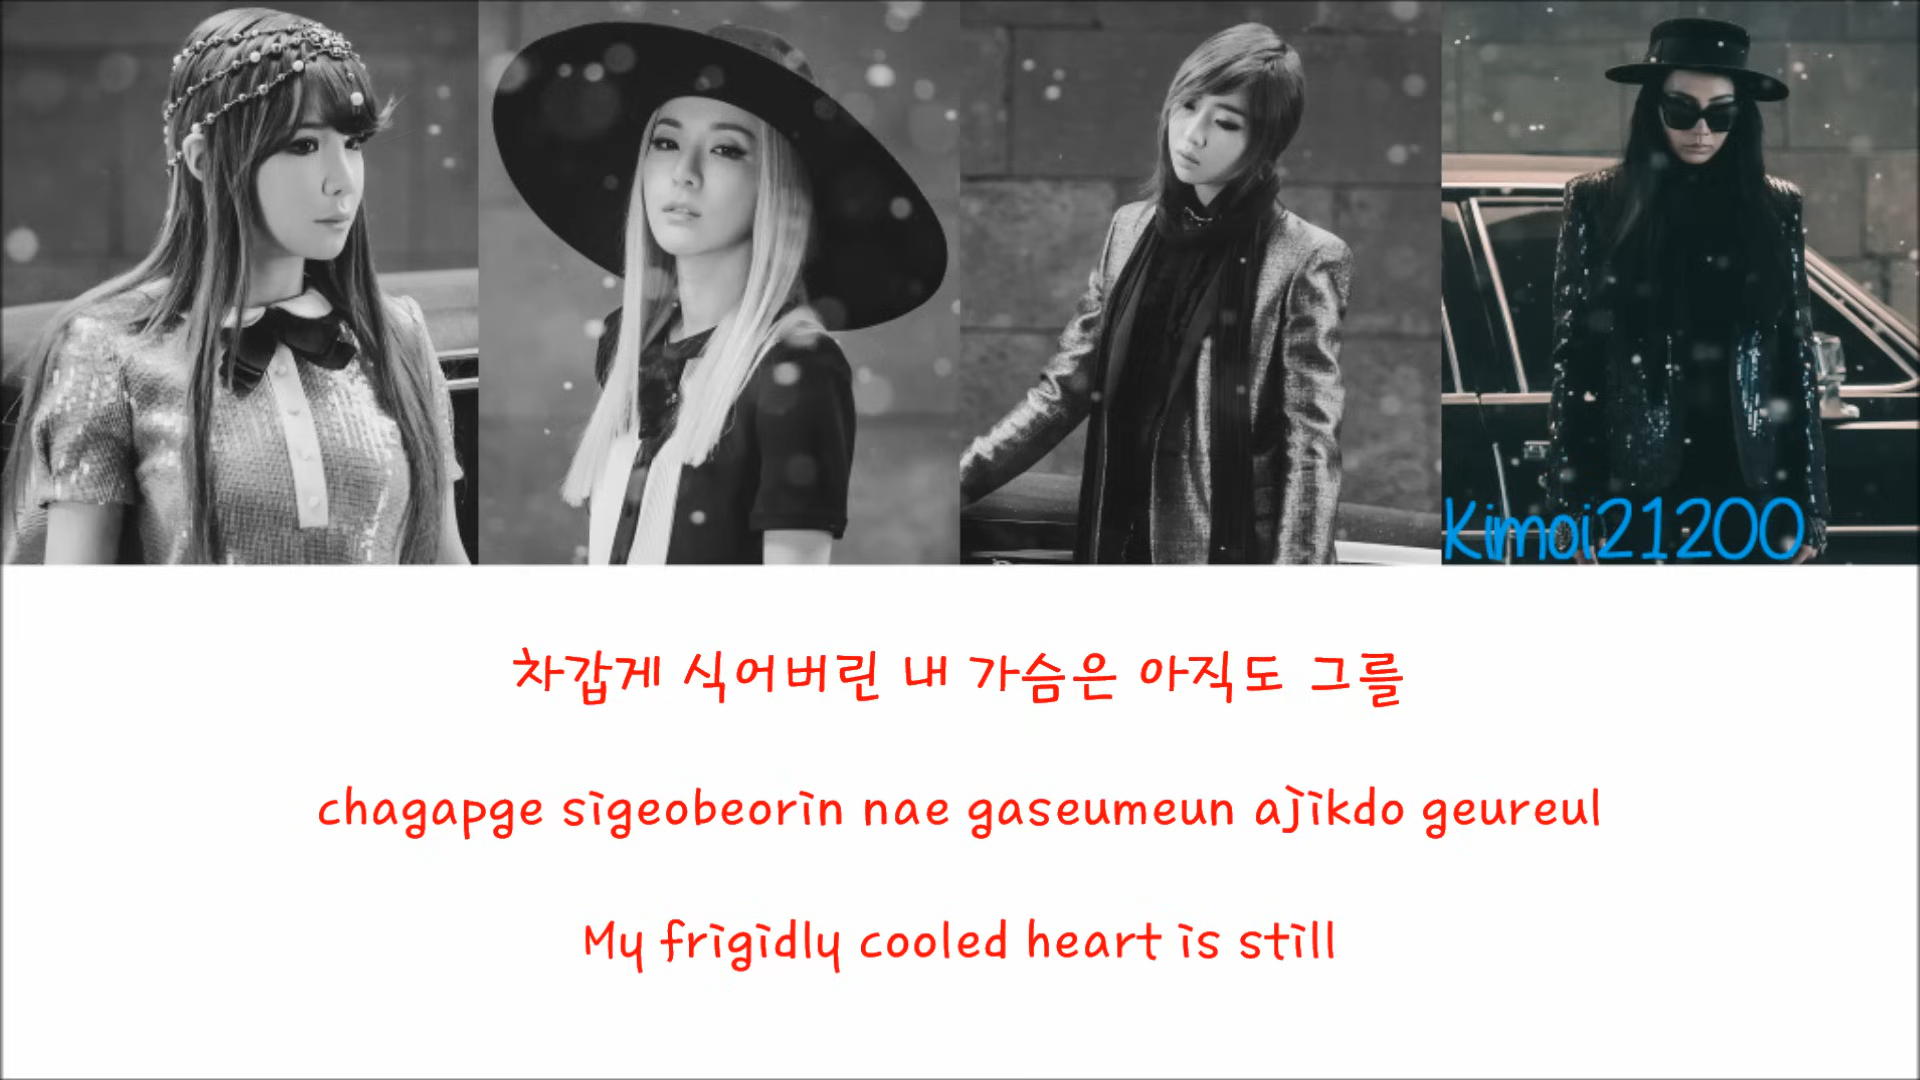 Kimoi21200
차갑게 식어버린 내 가슴은 아직도 그를
chagapge sigeobeorin nae gaseumeun ajikdo geureul
My frigidly cooled heart is still